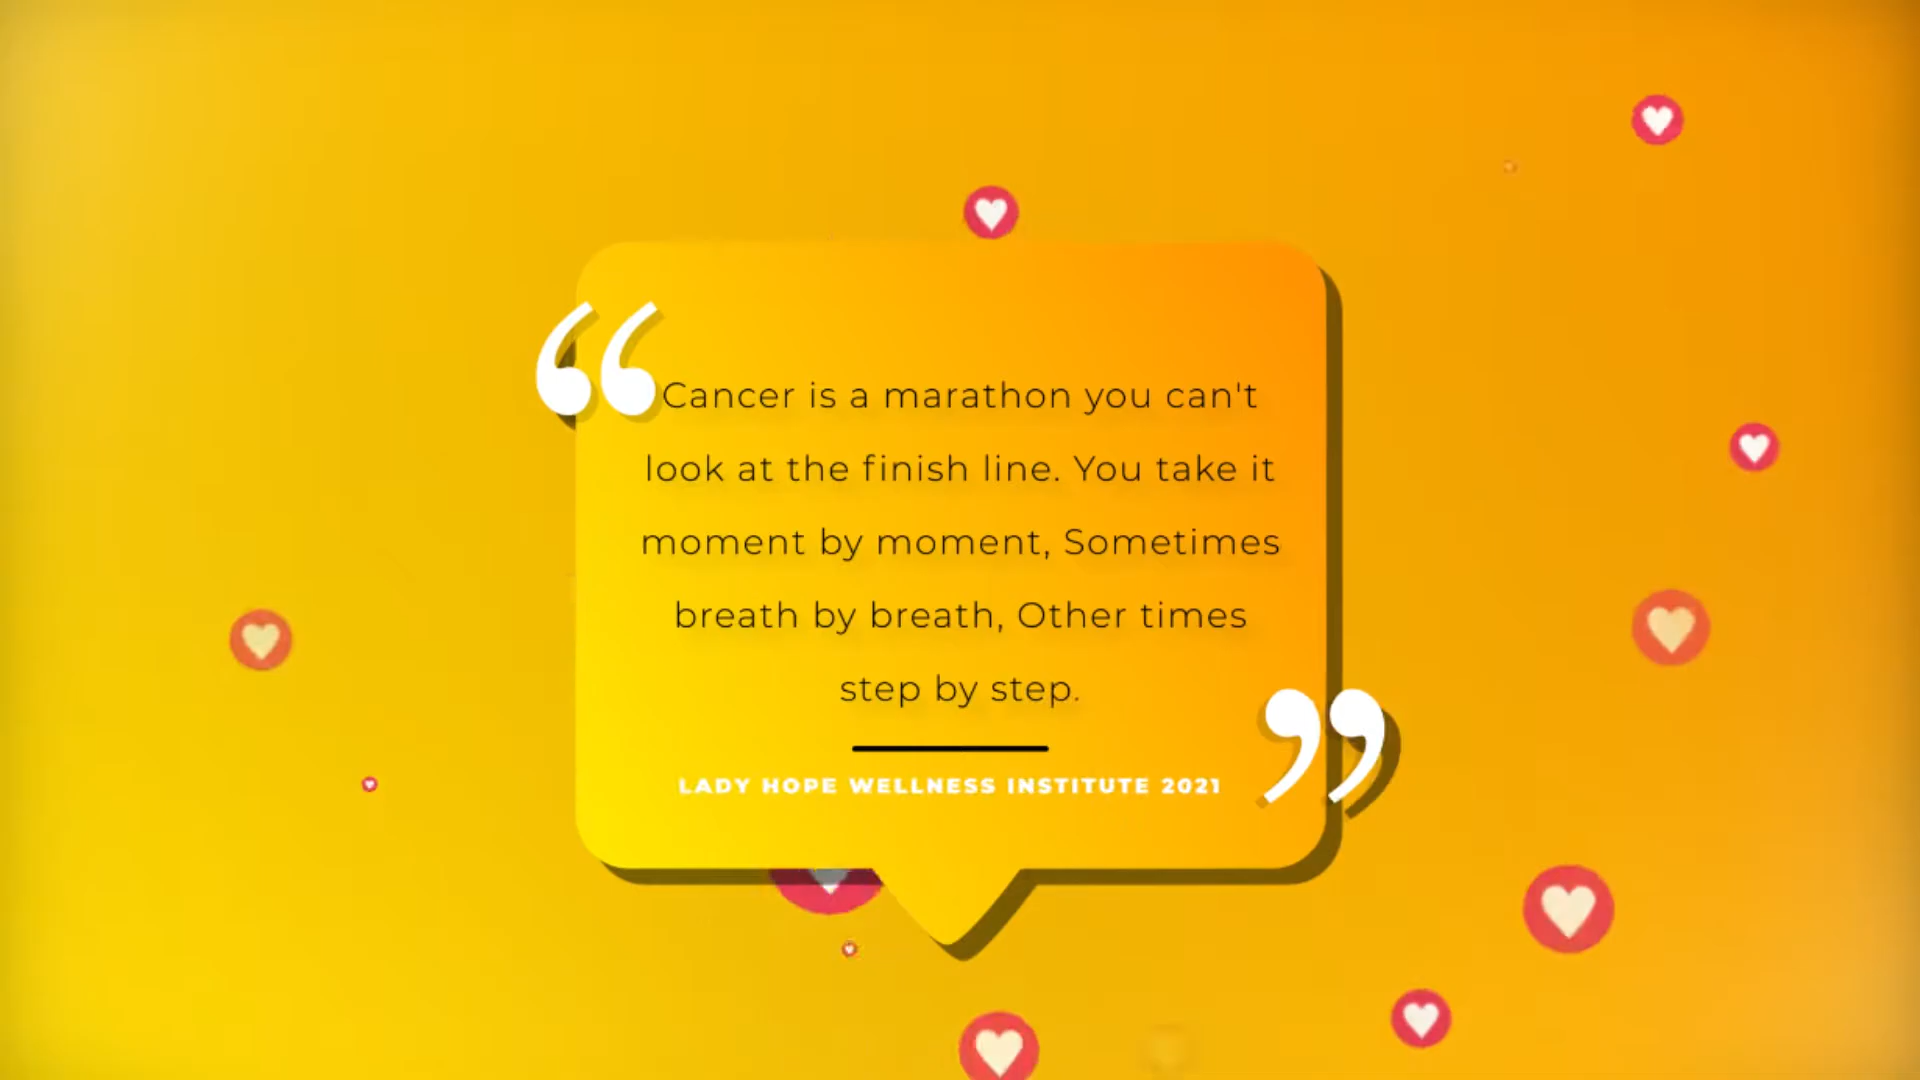 “Cancer is a marathon you can't
look at the finish line. You take it
moment by moment, Sometimes
breath by breath, Other times
step by step.”
LADY HOPE WELLNESS INSTITUTE 2021